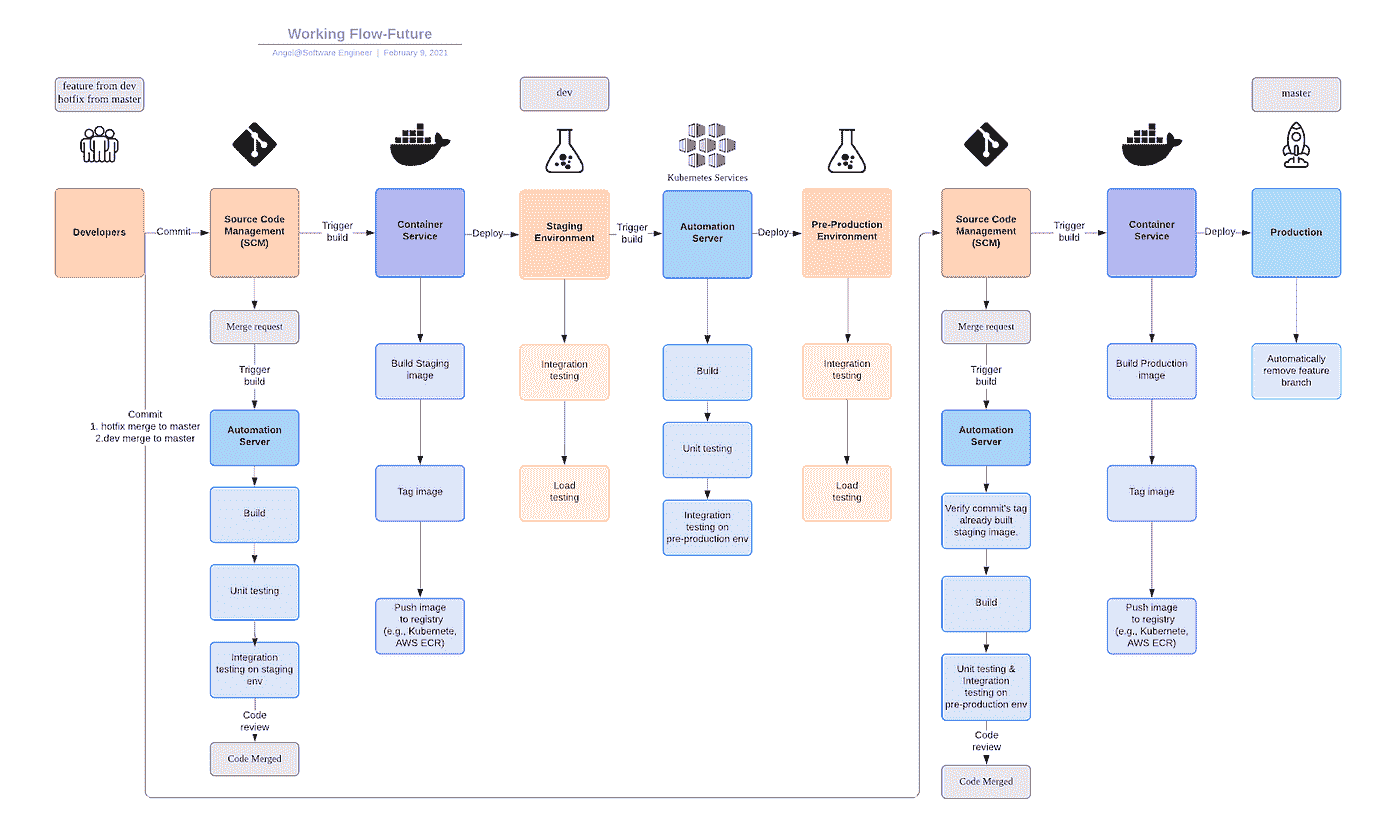 Working Flow-Future
Angel@Software Engineer | February 9, 2021
feature from dev
hotfix from master
dev
master
Kubernetes Services
Developers
Commit
Source Code
Management
(SCM)
Trigger
build
Container
Service
Deploy
Staging
Environment
Trigger
build
Automation
Server
Deploy
Pre-Production
Environment
Source Code
Management
(SCM)
Trigger
build
Container
Service
Deploy
Production
Merge request
Trigger
build
Automation
Server
Build
Unit testing
Integration
testing on staging
env
Code
review
Code Merged
Commit
1. hotfix merge to master
2.dev merge to master
Build Staging
image
Tag image
Push image
to registry
(e.g., Kubernete,
AWS ECR)
Integration
testing
Load
testing
Build
Unit testing
Integration
testing on
pre-production env
Integration
testing
Load
testing
Merge request
Trigger
build
Automation
Server
Verify commit's tag
already built
staging image.
Build
Unit testing &
Integration
testing on
pre-production env
Code
review
Code Merged
Build Production
image
Tag image
Push image
to registry
(e.g., Kubernete,
AWS ECR)
Automatically
remove feature
branch